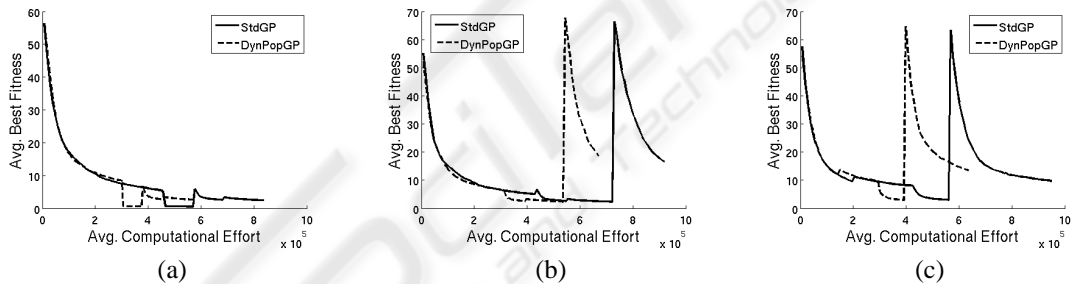 60
50
40
30
20
10
0
0 2 4 6 8 10
x 10^5
Avg. Best Fitness
Avg. Computational Effort
StdGP
DynPopGP
(a)
70
60
50
40
30
20
10
0
0 2 4 6 8 10
x 10^5
Avg. Best Fitness
Avg. Computational Effort
StdGP
DynPopGP
(b)
70
60
50
40
30
20
10
0
0 2 4 6 8 10
x 10^5
Avg. Best Fitness
Avg. Computational Effort
StdGP
DynPopGP
(c)